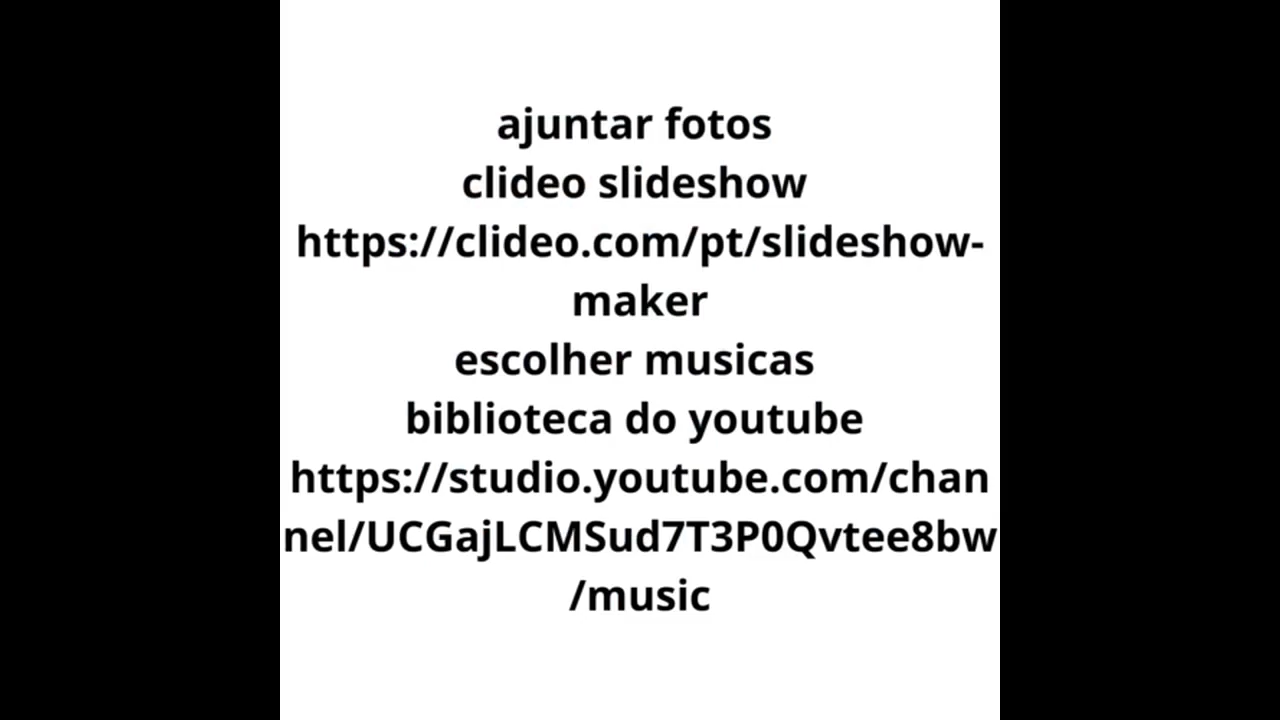 ajuntar fotos
clideo slideshow
https://clideo.com/pt/slideshow-
maker
escolher musicas
biblioteca do youtube
https://studio.youtube.com/chan
nel/UCGajLCMSud7T3P0Qvtee8bw
/music